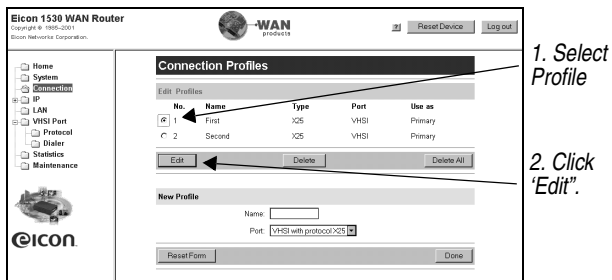 Eicon 1530 WAN Router
Copyright © 1995-2001
Eicon Networks Corporation.
WAN
products
?
Reset Device
Log out
Home
System
Connection
IP
LAN
VHSI Port
Protocol
Dialer
Statistics
Maintenance
eicon.
Connection Profiles
Edit Profiles
No. Name Type Port Use as
1 First X25 VHSI Primary
2 Second X25 VHSI Primary
Edit Delete Delete All
New Profile
Name:
Port: VHSI with protocol X25
Reset Form Done
1. Select
Profile
2. Click
‘Edit”.